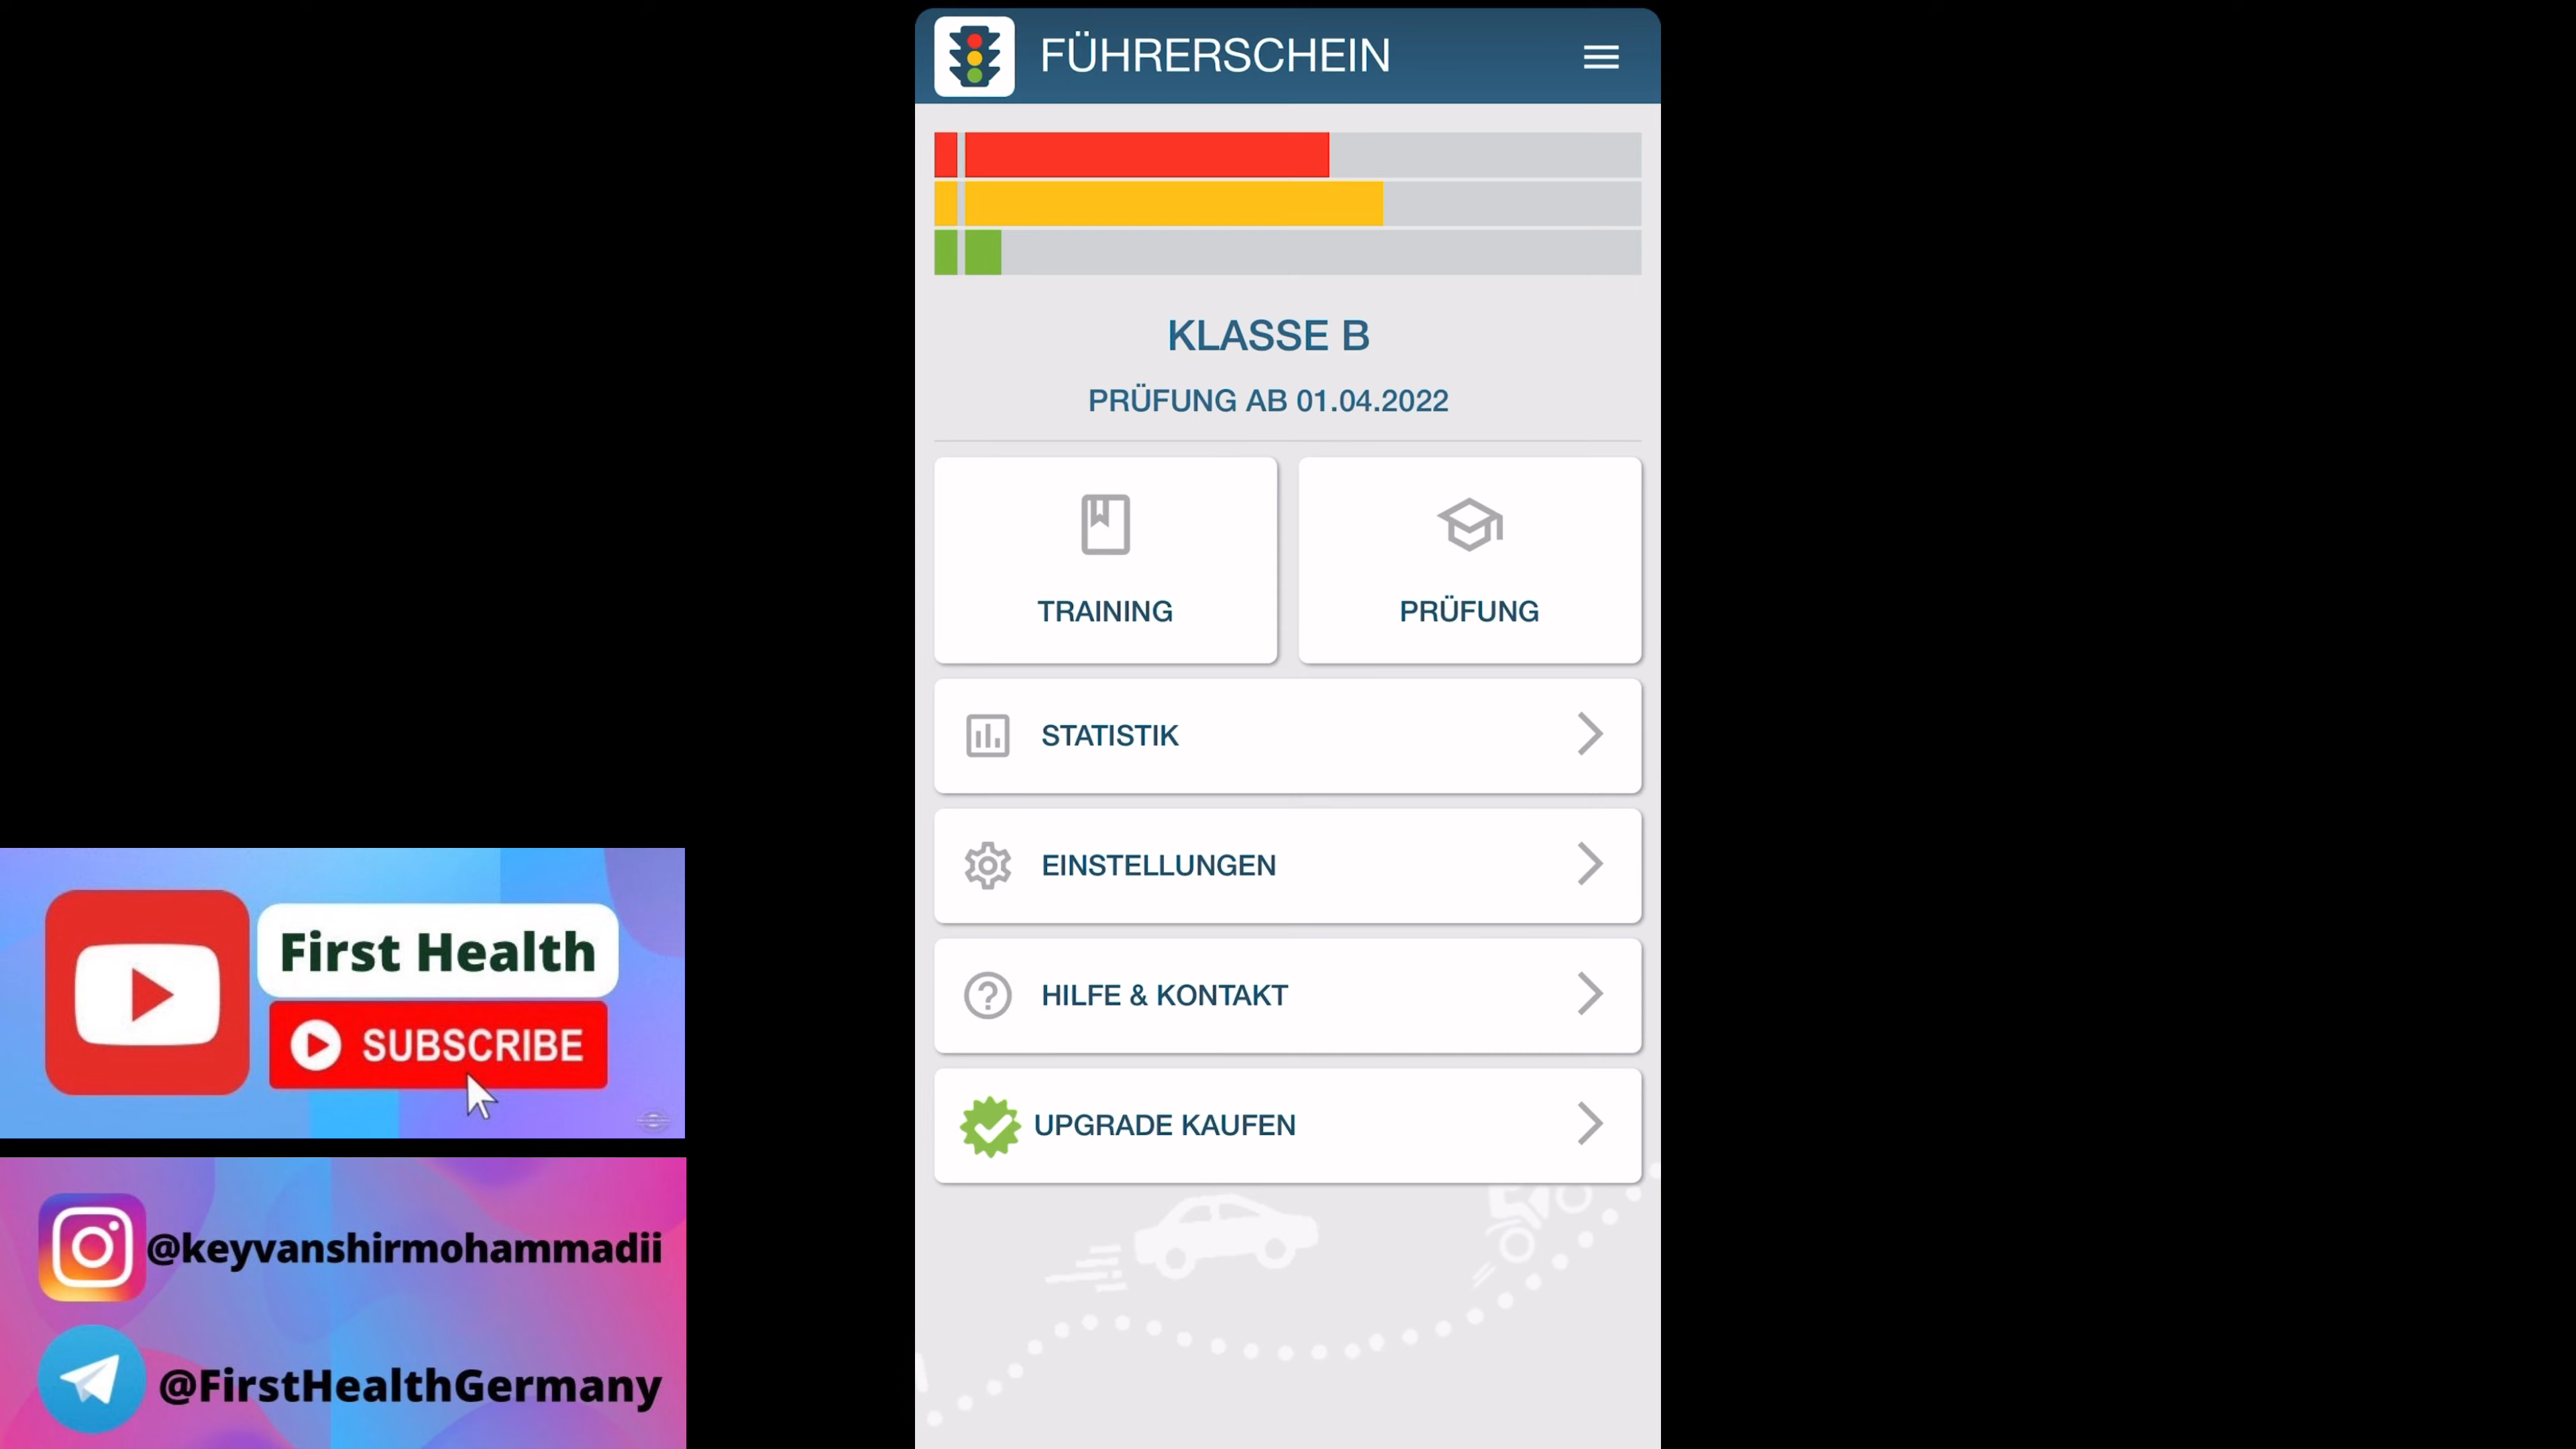 FÜHRERSCHEIN
KLASSE B
PRÜFUNG AB 01.04.2022
TRAINING
PRÜFUNG
STATISTIK
EINSTELLUNGEN
HILFE & KONTAKT
UPGRADE KAUFEN
First Health
SUBSCRIBE
@keyvanshirmohammadii
@FirstHealthGermany